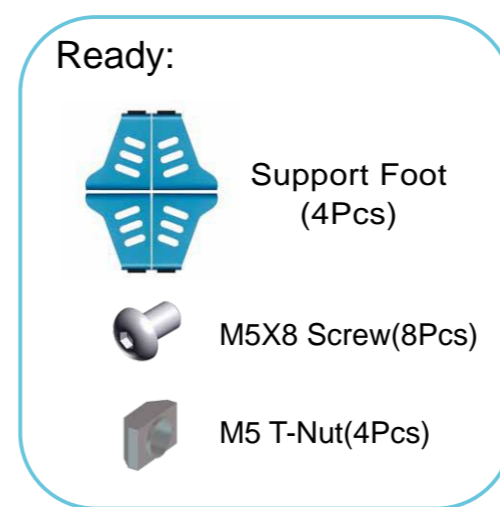 Ready:
Support Foot
(4Pcs)
M5X8 Screw(8Pcs)
M5 T-Nut(4Pcs)